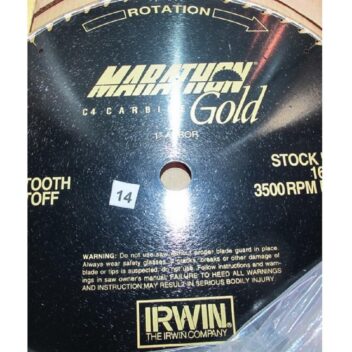 ROTATION
MARATHON
C4 CARBIDE Gold
1" ARBOR
TOOTH
STOCK
16
TOFF
3500 RPM
14
WARNING: Do not use saw without proper blade guard in place.
Always wear safety glasses. If cracks, breaks or other damage of
blade or tips is suspected, do not use. Follow instructions and warn-
ings in saw owner's manual. FAILURE TO HEED ALL WARNINGS
AND INSTRUCTION MAY RESULT IN SERIOUS BODILY INJURY.
IRWIN
THE IRWIN COMPANY